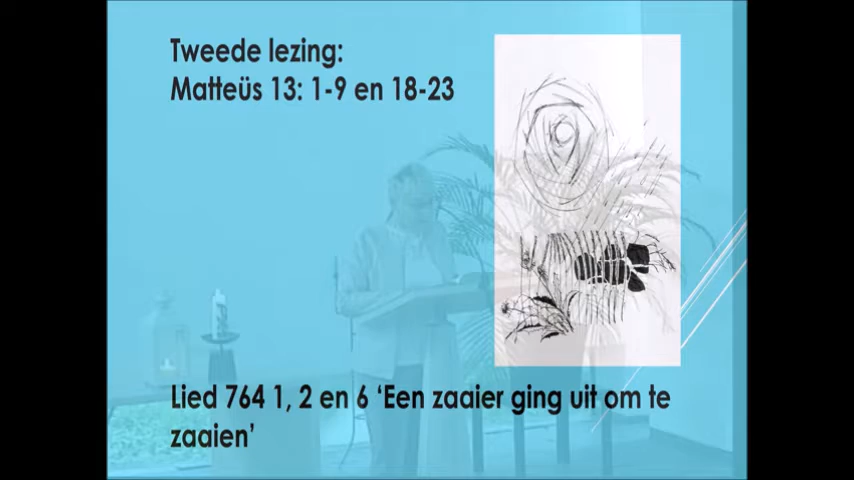 Tweede lezing:
Matteüs 13: 1-9 en 18-23
Lied 764 1, 2 en 6 ‘Een zaaier ging uit om te
zaaien’